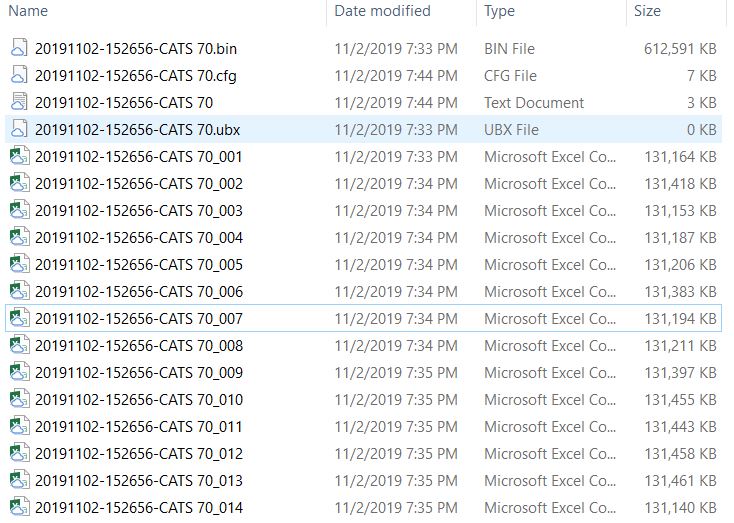 Name Date modified Type Size
20191102-152656-CATS 70.bin 11/2/2019 7:33 PM BIN File 612,591 KB
20191102-152656-CATS 70.cfg 11/2/2019 7:44 PM CFG File 7 KB
20191102-152656-CATS 70 11/2/2019 7:44 PM Text Document 3 KB
20191102-152656-CATS 70.ubx 11/2/2019 7:33 PM UBX File 0 KB
20191102-152656-CATS 70_001 11/2/2019 7:33 PM Microsoft Excel Co... 131,164 KB
20191102-152656-CATS 70_002 11/2/2019 7:34 PM Microsoft Excel Co... 131,418 KB
20191102-152656-CATS 70_003 11/2/2019 7:34 PM Microsoft Excel Co... 131,153 KB
20191102-152656-CATS 70_004 11/2/2019 7:34 PM Microsoft Excel Co... 131,187 KB
20191102-152656-CATS 70_005 11/2/2019 7:34 PM Microsoft Excel Co... 131,206 KB
20191102-152656-CATS 70_006 11/2/2019 7:34 PM Microsoft Excel Co... 131,383 KB
20191102-152656-CATS 70_007 11/2/2019 7:34 PM Microsoft Excel Co... 131,194 KB
20191102-152656-CATS 70_008 11/2/2019 7:34 PM Microsoft Excel Co... 131,211 KB
20191102-152656-CATS 70_009 11/2/2019 7:35 PM Microsoft Excel Co... 131,397 KB
20191102-152656-CATS 70_010 11/2/2019 7:35 PM Microsoft Excel Co... 131,455 KB
20191102-152656-CATS 70_011 11/2/2019 7:35 PM Microsoft Excel Co... 131,443 KB
20191102-152656-CATS 70_012 11/2/2019 7:35 PM Microsoft Excel Co... 131,458 KB
20191102-152656-CATS 70_013 11/2/2019 7:35 PM Microsoft Excel Co... 131,461 KB
20191102-152656-CATS 70_014 11/2/2019 7:35 PM Microsoft Excel Co... 131,140 KB